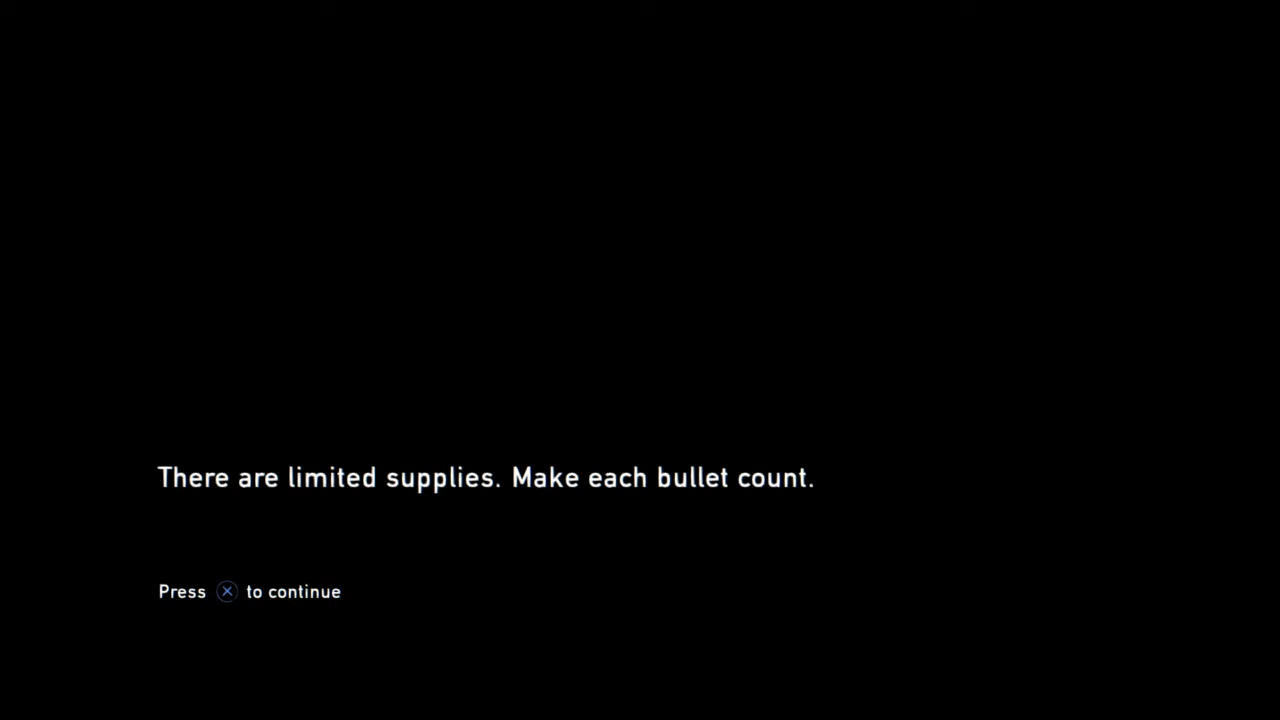 There are limited supplies. Make each bullet count.
Press ⓧ to continue